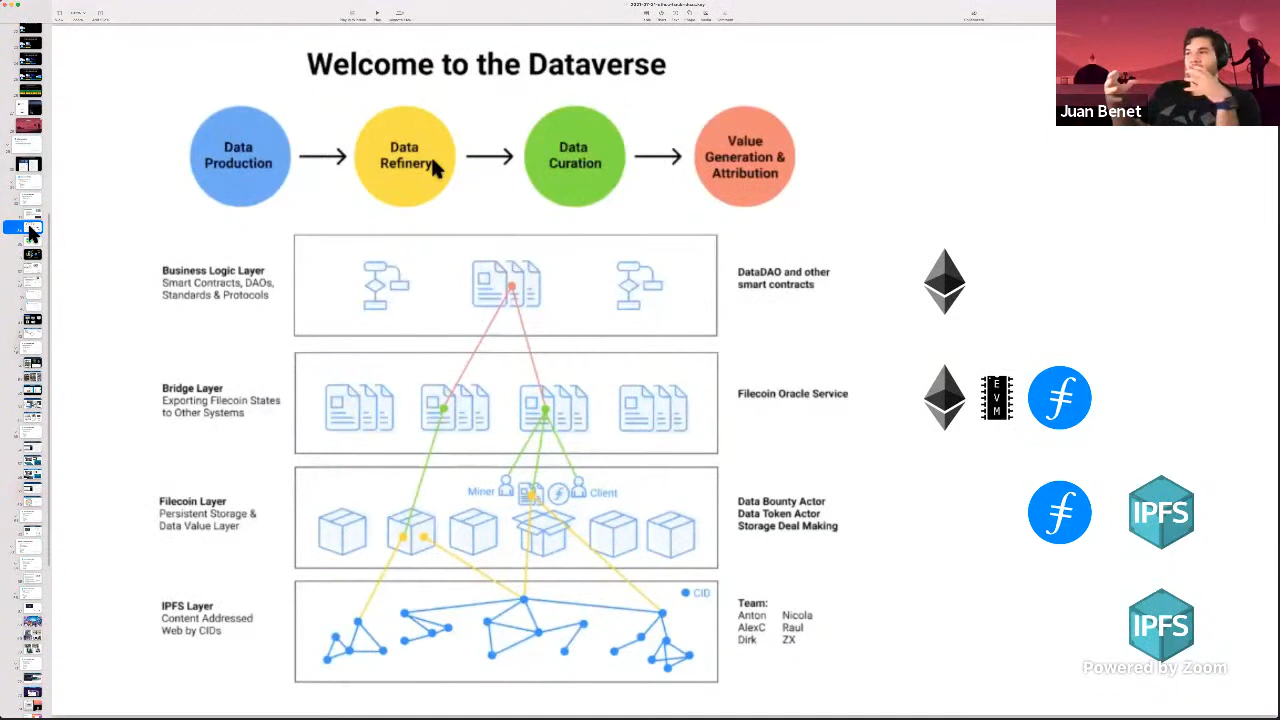 Welcome to the Dataverse
Data
Production
Data
Refinery
Data
Curation
Value
Generation &
Attribution
Business Logic Layer
Smart Contracts, DAOs,
Standards & Protocols
DataDAO and other
smart contracts
Bridge Layer
Exporting Filecoin States
to Other Systems
Filecoin Oracle Service
E
V
M
Filecoin Layer
Persistent Storage &
Data Value Layer
Miner
Client
Data Bounty Actor
Data Token Actor
Storage Deal Making
IPFS
IPFS Layer
Content Addressed
Web by CIDs
CID
Team:
Anton Nicola
AlexC Raul
Dirk ZX
IPFS
Juan Benet
Powered by Zoom